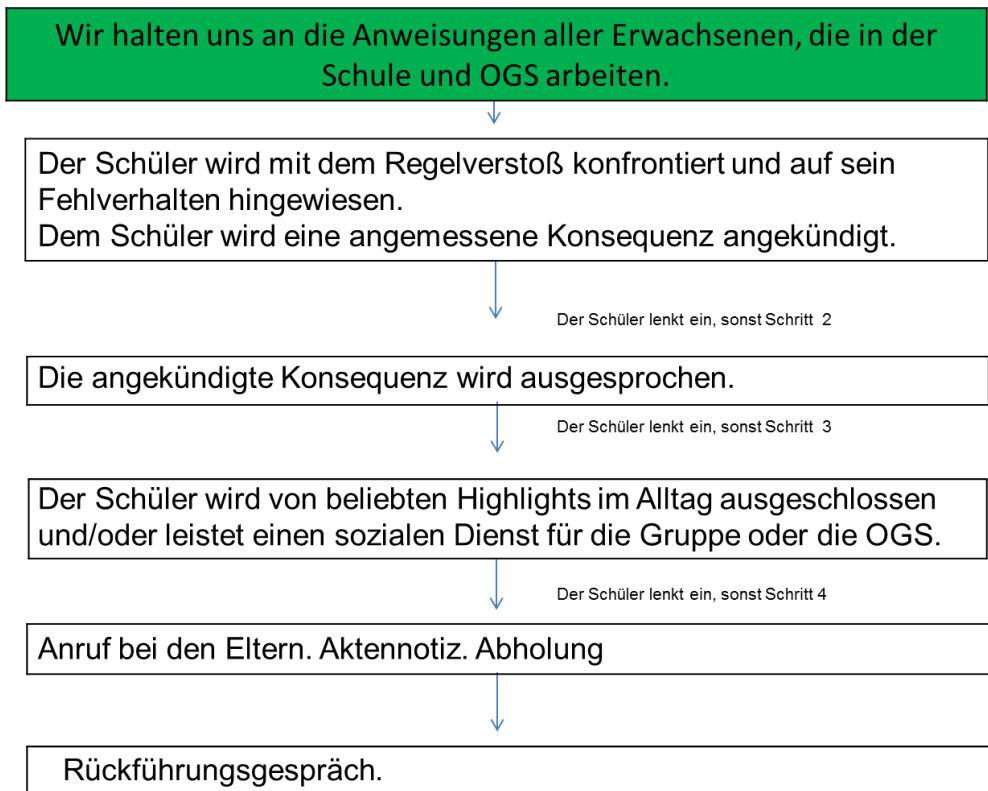 Wir halten uns an die Anweisungen aller Erwachsenen, die in der
Schule und OGS arbeiten.
Der Schüler wird mit dem Regelverstoß konfrontiert und auf sein
Fehlverhalten hingewiesen.
Dem Schüler wird eine angemessene Konsequenz angekündigt.
Der Schüler lenkt ein, sonst Schritt 2
Die angekündigte Konsequenz wird ausgesprochen.
Der Schüler lenkt ein, sonst Schritt 3
Der Schüler wird von beliebten Highlights im Alltag ausgeschlossen
und/oder leistet einen sozialen Dienst für die Gruppe oder die OGS.
Der Schüler lenkt ein, sonst Schritt 4
Anruf bei den Eltern. Aktennotiz. Abholung
Rückführungsgespräch.